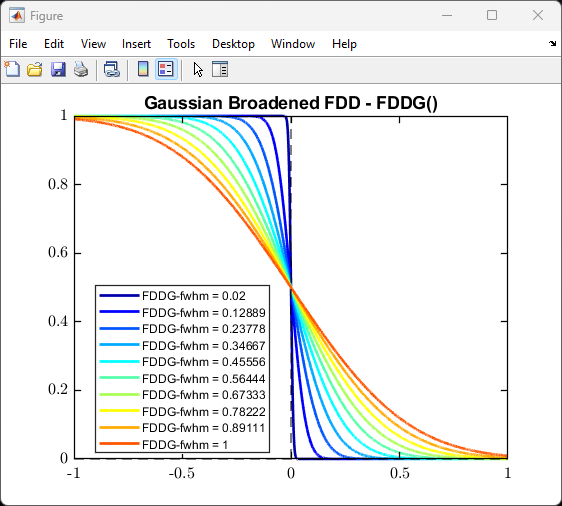 Figure
File Edit View Insert Tools Desktop Window Help
Gaussian Broadened FDD - FDDG()
1
0.8
0.6
0.4
0.2
0
FDDG-fwhm = 0.02
FDDG-fwhm = 0.12889
FDDG-fwhm = 0.23778
FDDG-fwhm = 0.34667
FDDG-fwhm = 0.45556
FDDG-fwhm = 0.56444
FDDG-fwhm = 0.67333
FDDG-fwhm = 0.78222
FDDG-fwhm = 0.89111
FDDG-fwhm = 1
-1 -0.5 0 0.5 1